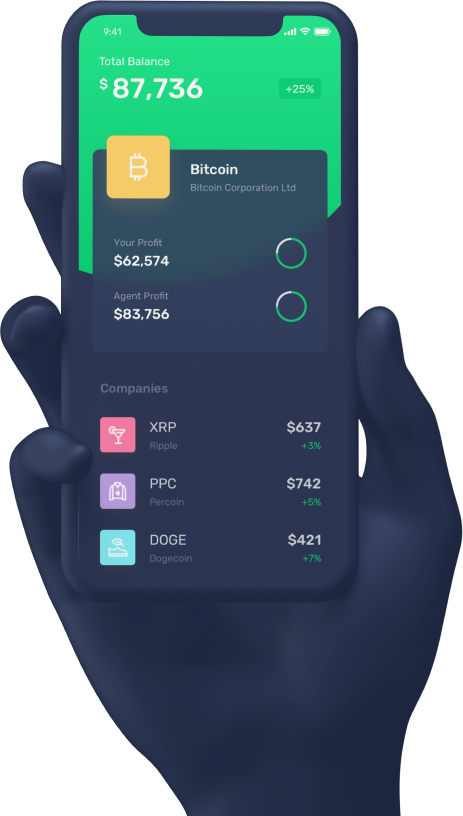 9:41
Total Balance
$ 87,736
+25%
Bitcoin
Bitcoin Corporation Ltd
Your Profit
$62,574
Agent Profit
$83,756
Companies
XRP $637
Ripple +3%
PPC $742
Percoin +5%
DOGE $421
Dogecoin +7%